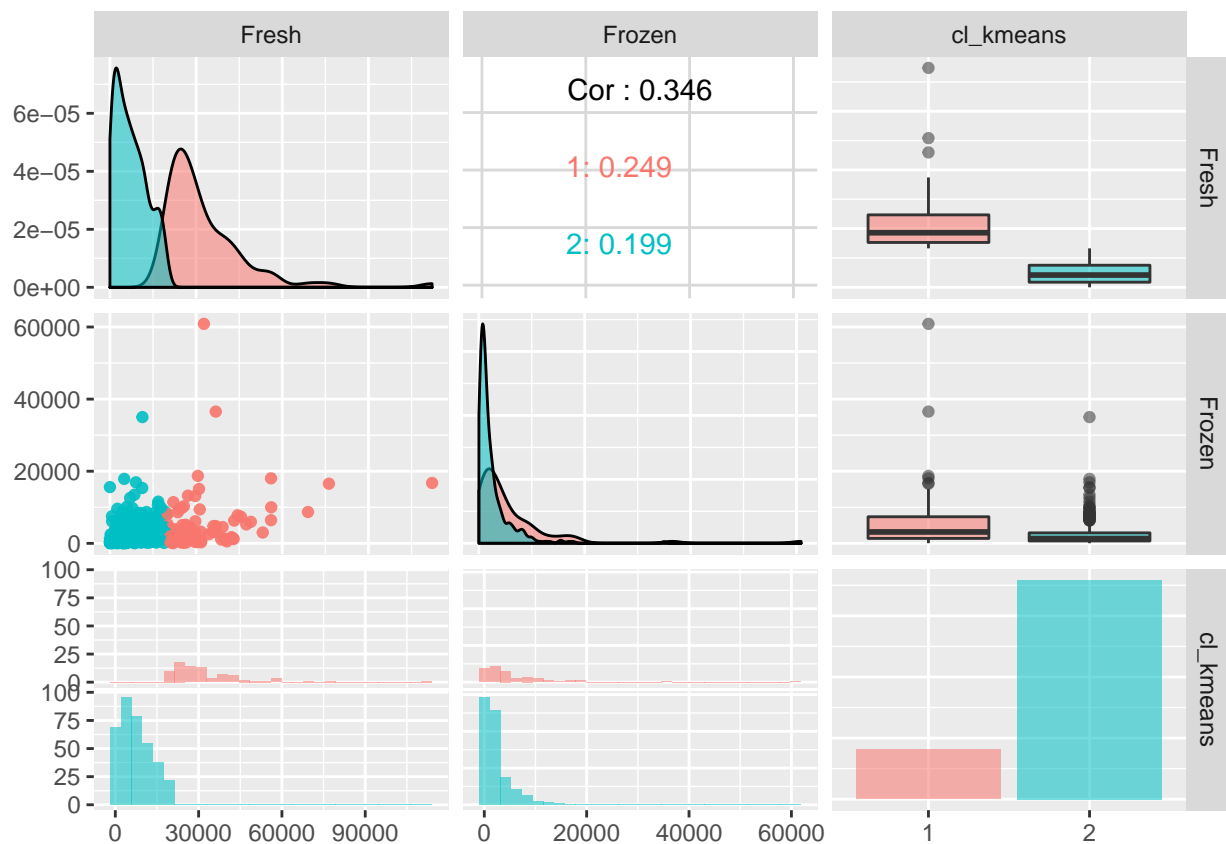 Fresh Frozen cl_kmeans
6e−05
4e−05
2e−05
0e+00
Cor : 0.346
1: 0.249
2: 0.199
Fresh
60000
40000
20000
0
Frozen
100
75
50
25
0
100
75
50
25
0
cl_kmeans
0 30000 60000 90000 0 20000 40000 60000 1 2